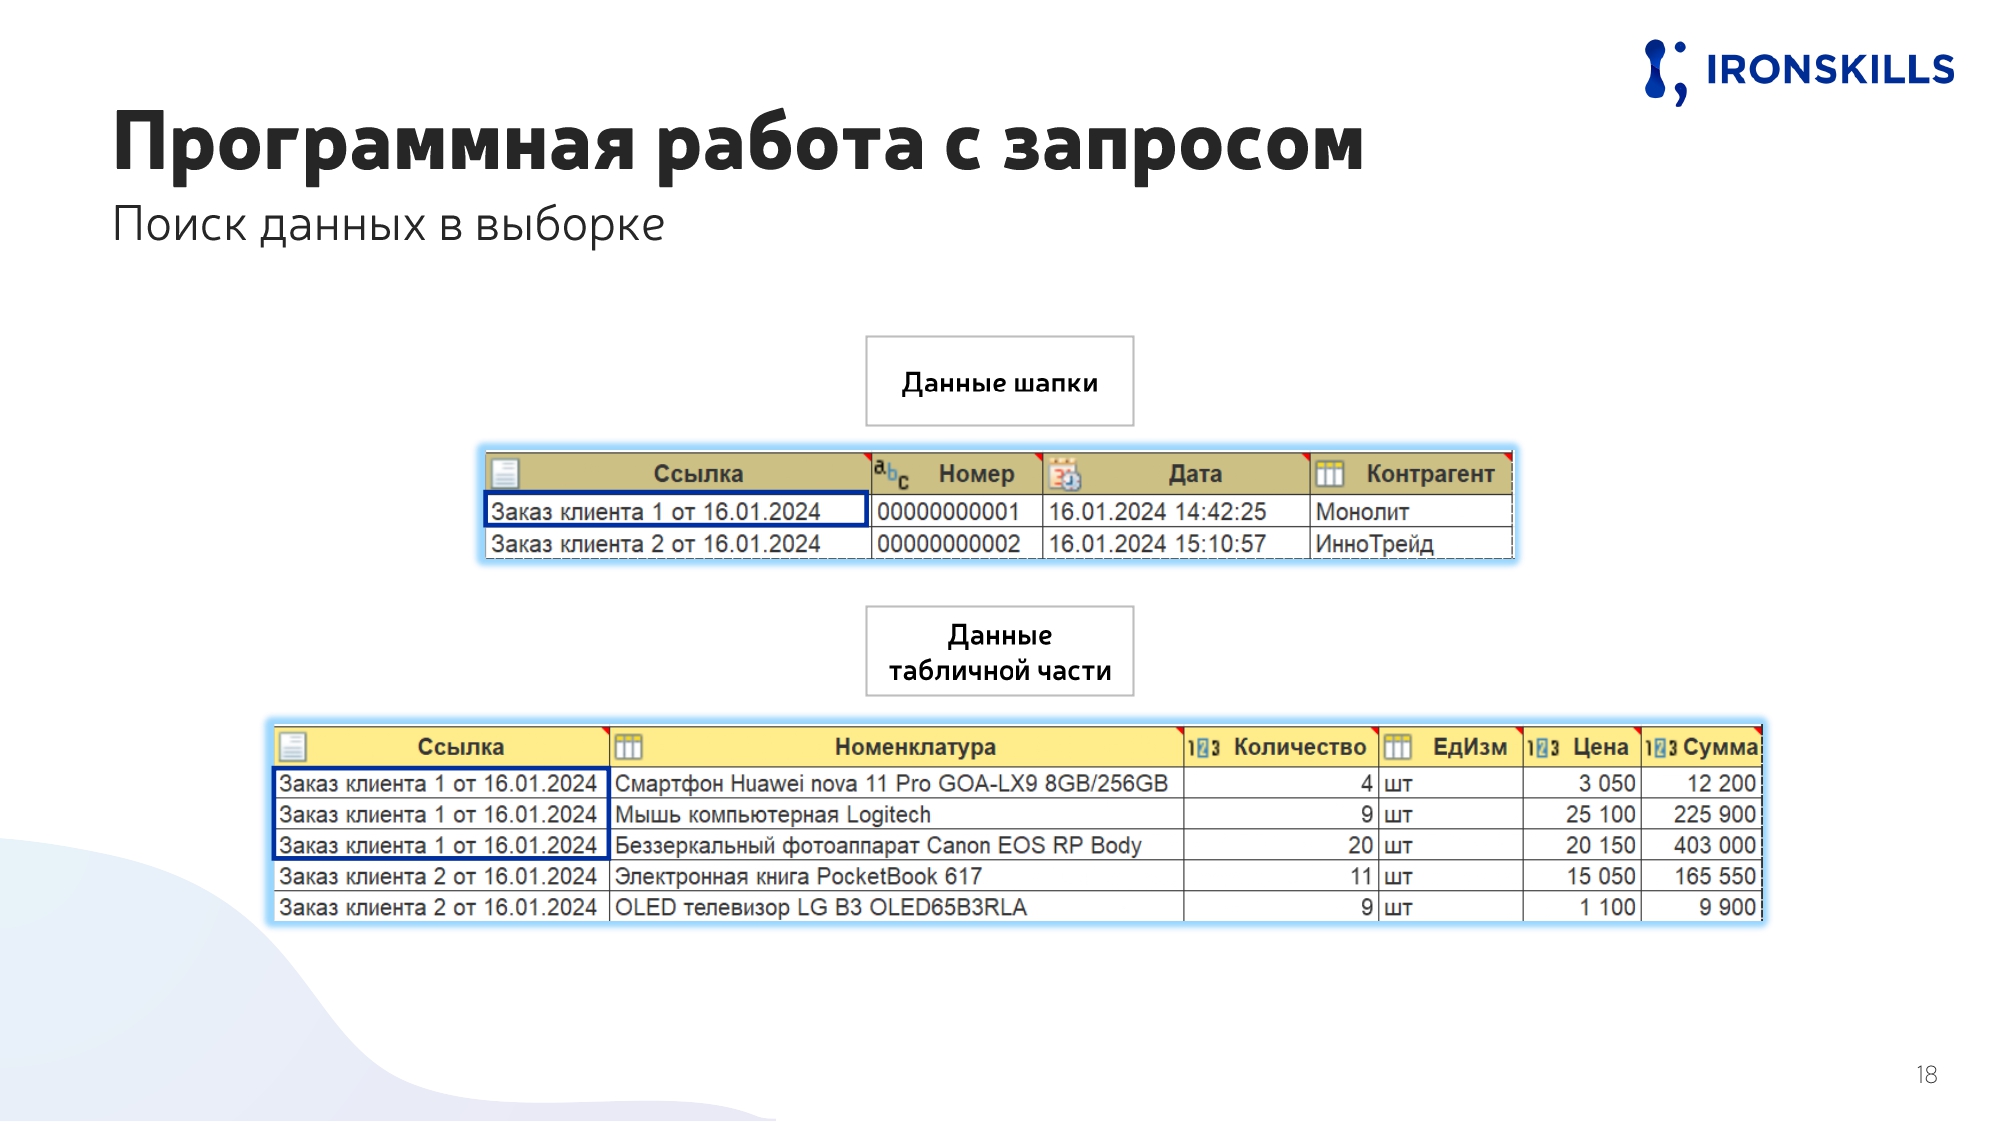 IRONSKILLS
Программная работа с запросом
Поиск данных в выборке
Данные шапки
Ссылка Номер Дата Контрагент
Заказ клиента 1 от 16.01.2024 00000000001 16.01.2024 14:42:25 Монолит
Заказ клиента 2 от 16.01.2024 00000000002 16.01.2024 15:10:57 ИнноТрейд
Данные
табличной части
Ссылка Номенклатура Количество ЕдИзм Цена Сумма
Заказ клиента 1 от 16.01.2024 Смартфон Huawei nova 11 Pro GOA-LX9 8GB/256GB 4 шт 3 050 12 200
Заказ клиента 1 от 16.01.2024 Мышь компьютерная Logitech 9 шт 25 100 225 900
Заказ клиента 1 от 16.01.2024 Беззеркальный фотоаппарат Canon EOS RP Body 20 шт 20 150 403 000
Заказ клиента 2 от 16.01.2024 Электронная книга PocketBook 617 11 шт 15 050 165 550
Заказ клиента 2 от 16.01.2024 OLED телевизор LG B3 OLED65B3RLA 9 шт 1 100 9 900
18